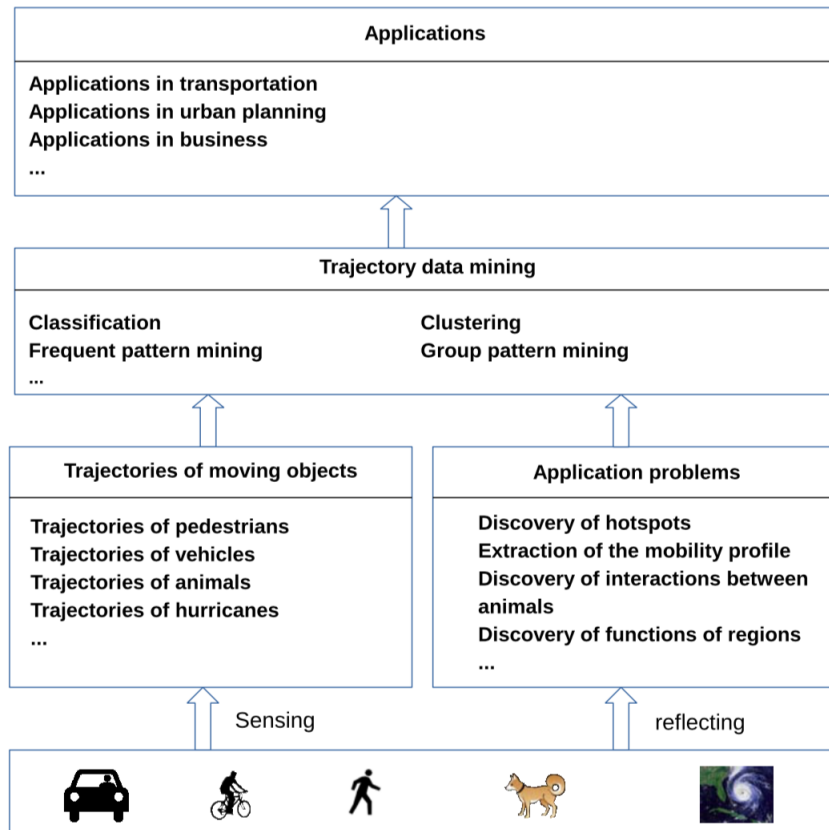 Applications
Applications in transportation
Applications in urban planning
Applications in business
...
Trajectory data mining
Classification
Clustering
Frequent pattern mining
Group pattern mining
...
Trajectories of moving objects
Trajectories of pedestrians
Trajectories of vehicles
Trajectories of animals
Trajectories of hurricanes
...
Application problems
Discovery of hotspots
Extraction of the mobility profile
Discovery of interactions between
animals
Discovery of functions of regions
...
Sensing
reflecting